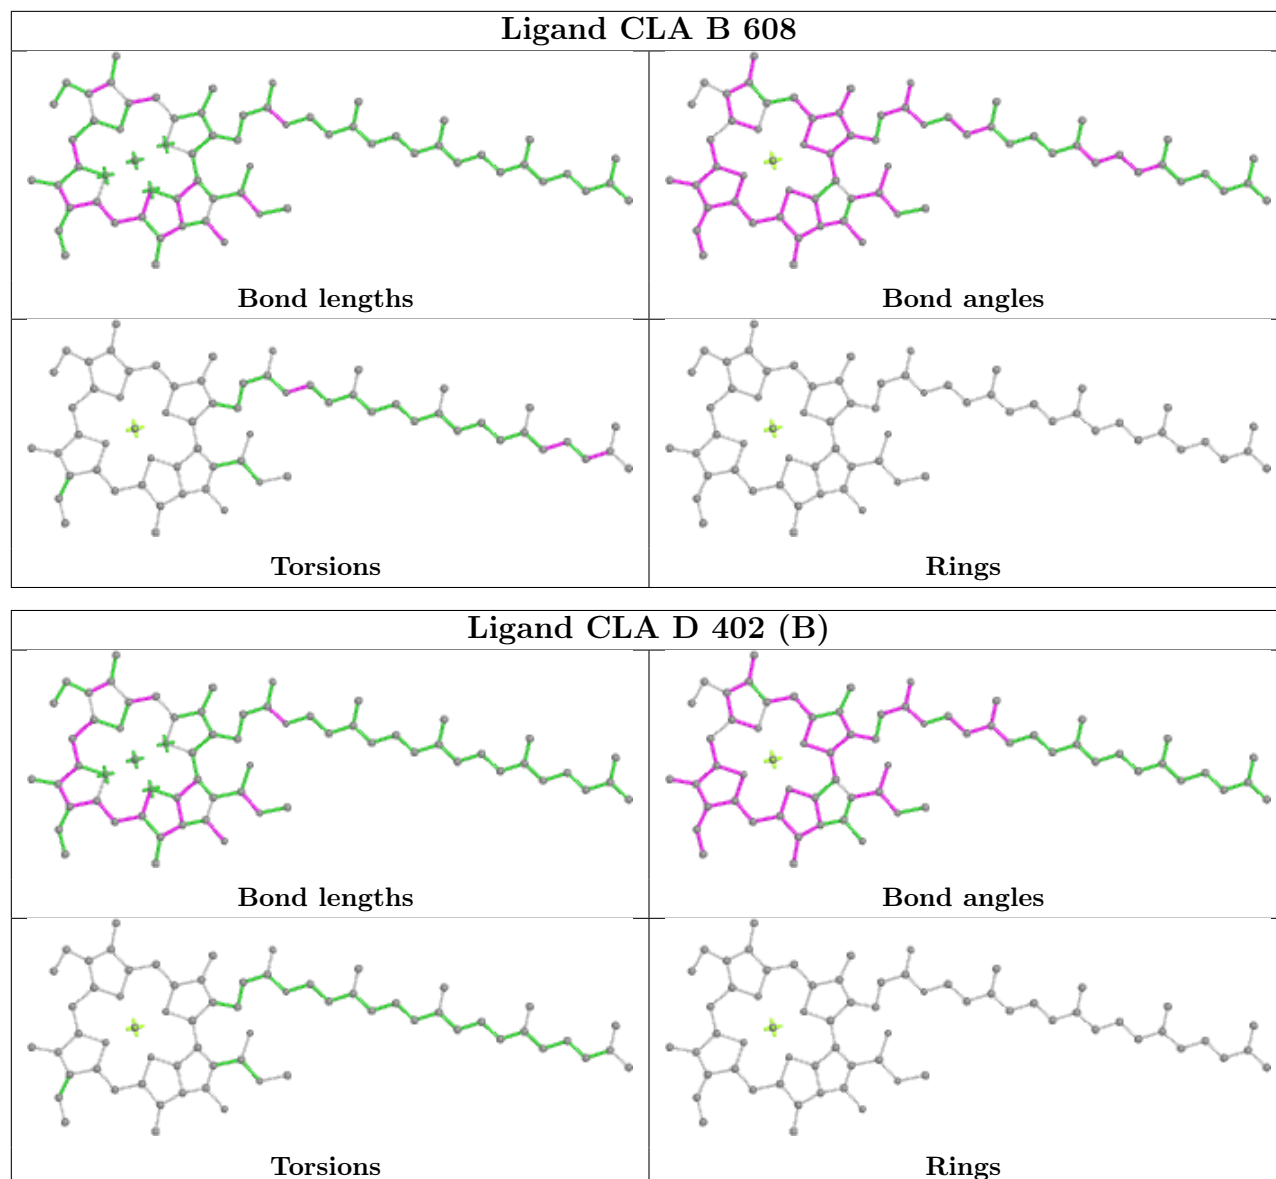 Ligand CLA B 608
Bond lengths
Bond angles
Torsions
Rings
Ligand CLA D 402 (B)
Bond lengths
Bond angles
Torsions
Rings